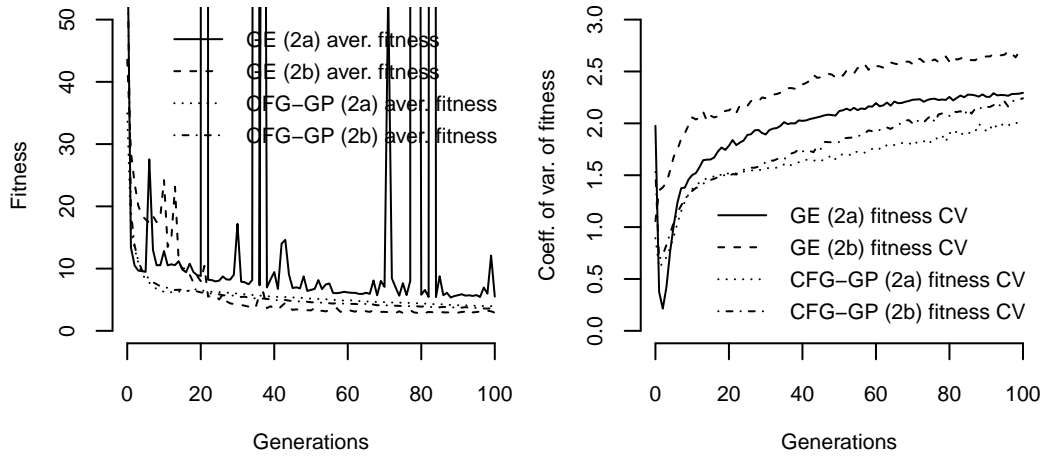 Fitness
50
40
30
20
10
0
GE (2a) aver. fitness
GE (2b) aver. fitness
CFG−GP (2a) aver. fitness
CFG−GP (2b) aver. fitness
0 20 40 60 80 100
Generations
Coeff. of var. of fitness
3.0
2.5
2.0
1.5
1.0
0.5
0.0
GE (2a) fitness CV
GE (2b) fitness CV
CFG−GP (2a) fitness CV
CFG−GP (2b) fitness CV
0 20 40 60 80 100
Generations